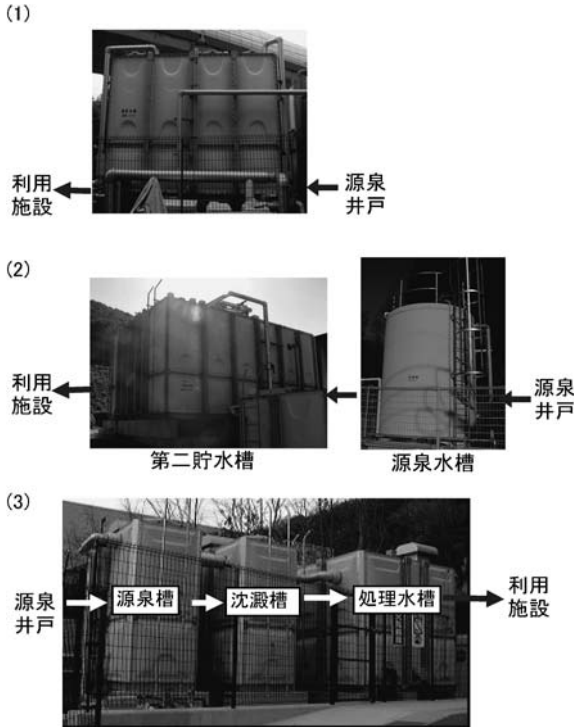 (1)
利用
施設
源泉
井戸
(2)
利用
施設
源泉
井戸
第二貯水槽
源泉水槽
(3)
源泉
井戸
源泉槽
沈澱槽
処理水槽
利用
施設